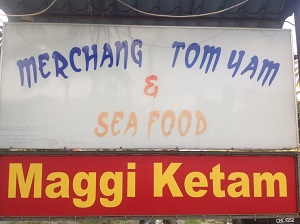 MERCHANG TOM YAM
&
SEA FOOD
Maggi Ketam